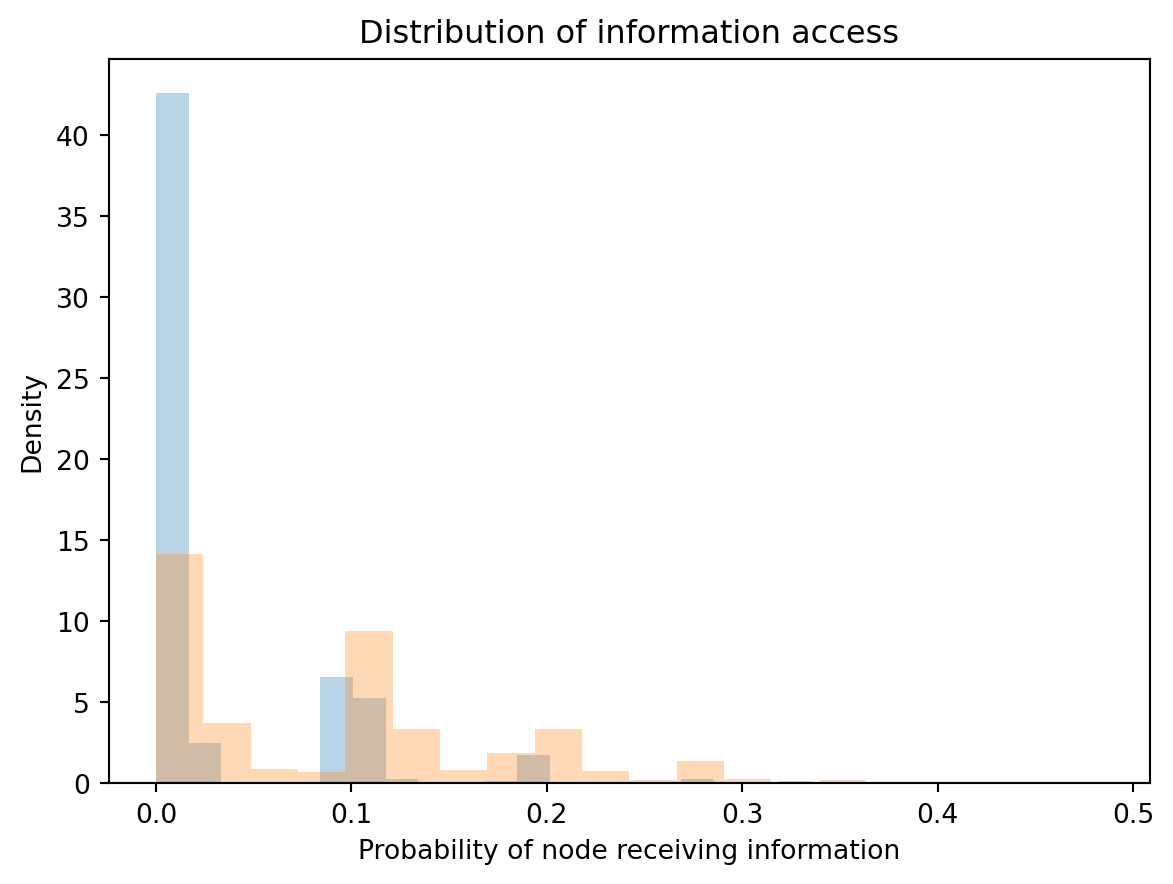 Distribution of information access
Density
40
35
30
25
20
15
10
5
0
0.0 0.1 0.2 0.3 0.4 0.5
Probability of node receiving information